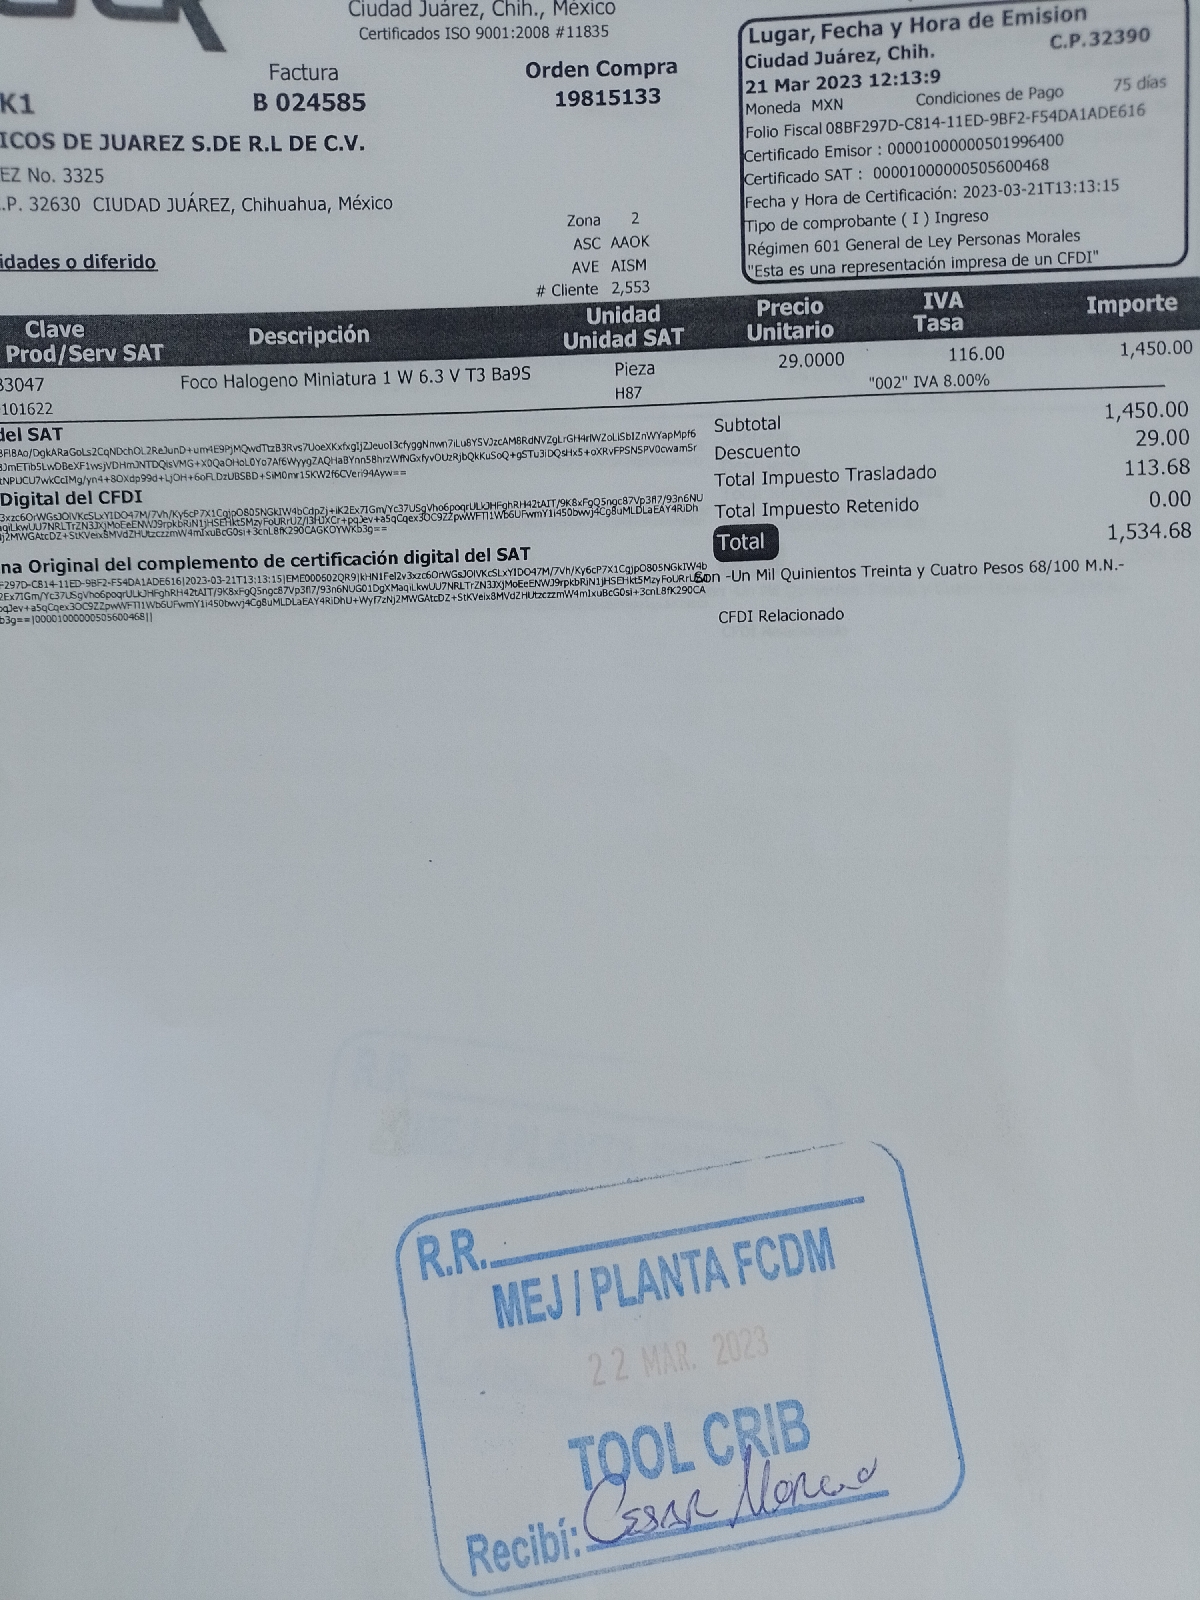 Ciudad Juárez, Chih., México
Certificados ISO 9001:2008 #11835
Factura
B 024585
Orden Compra
19815133
Lugar, Fecha y Hora de Emision
Ciudad Juárez, Chih. C.P.32390
21 Mar 2023 12:13:9
Moneda MXN Condiciones de Pago 75 días
Folio Fiscal 08BF297D-C814-11ED-9BF2-F54DA1ADE616
Certificado Emisor : 00001000000501996400
Certificado SAT : 00001000000505600468
Fecha y Hora de Certificación: 2023-03-21T13:13:15
Tipo de comprobante ( I ) Ingreso
Régimen 601 General de Ley Personas Morales
"Esta es una representación impresa de un CFDI"
K1
ICOS DE JUAREZ S.DE R.L DE C.V.
EZ No. 3325
.P. 32630 CIUDAD JUÁREZ, Chihuahua, México
idades o diferido
Zona 2
ASC AAOK
AVE AISM
# Cliente 2,553
Clave
Prod/Serv SAT
Descripción
Unidad
Unidad SAT
Precio
Unitario
IVA
Tasa
Importe
33047
101622
Foco Halogeno Miniatura 1 W 6.3 V T3 Ba9S
Pieza
H87
29.0000
116.00
"002" IVA 8.00%
1,450.00
Subtotal 1,450.00
Descuento 29.00
Total Impuesto Trasladado 113.68
Total Impuesto Retenido 0.00
Total 1,534.68
Son -Un Mil Quinientos Treinta y Cuatro Pesos 68/100 M.N.-
CFDI Relacionado
del SAT
Digital del CFDI
na Original del complemento de certificación digital del SAT
R.R.
MEJ / PLANTA FCDM
22 MAR. 2023
TOOL CRIB
Recibí: Cesar Moreno